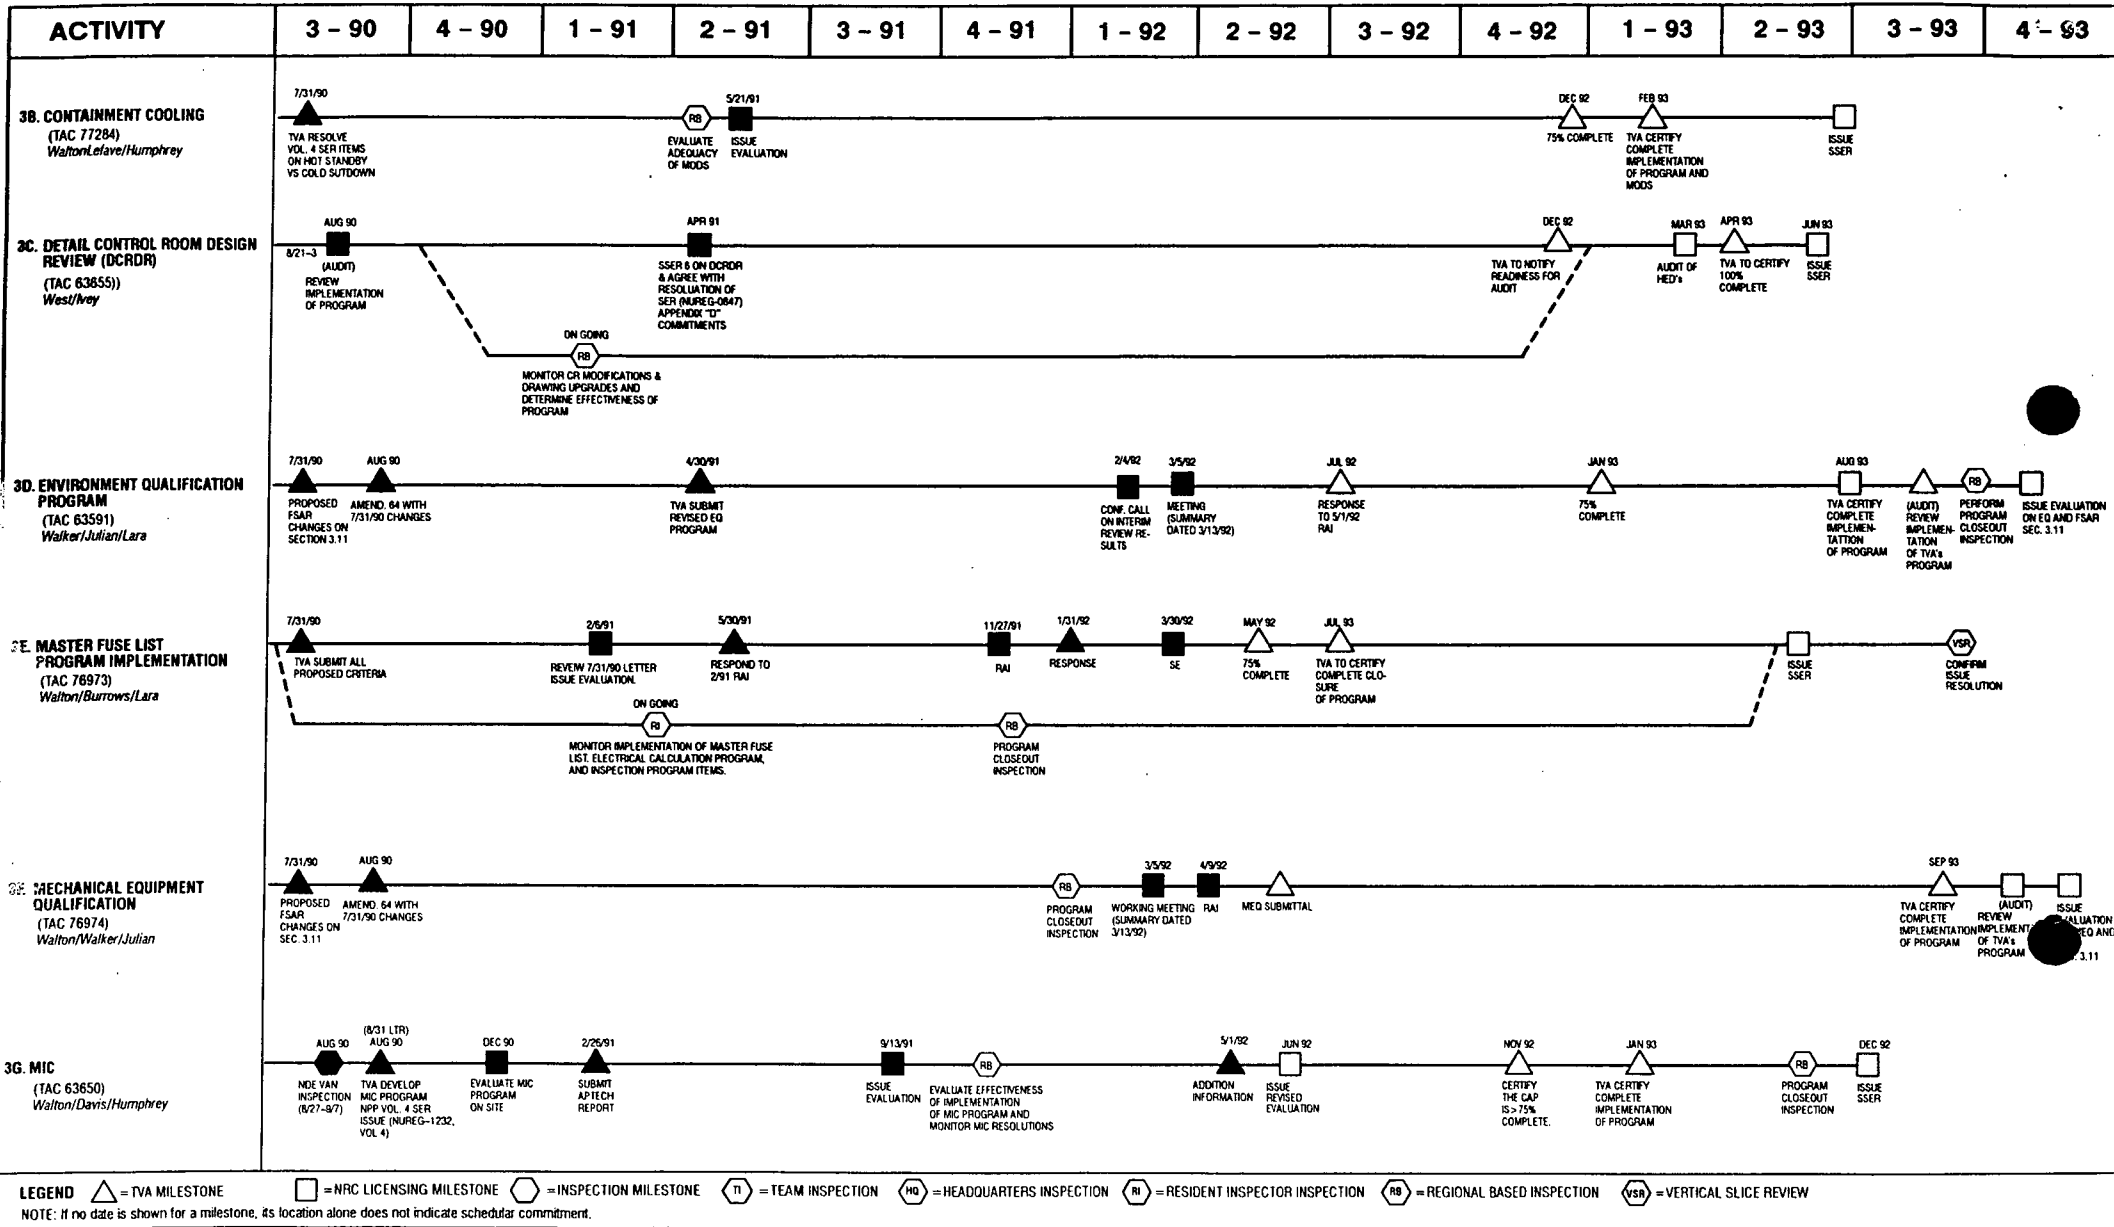 ACTIVITY 3 - 90 4 - 90 1 - 91 2 - 91 3 - 91 4 - 91 1 - 92 2 - 92 3 - 92 4 - 92 1 - 93 2 - 93 3 - 93 4 - 93
3B. CONTAINMENT COOLING
(TAC 77284)
WaltonLefave/Humphrey
7/31/90
TVA RESOLVE
VOL. 4 SER ITEMS
ON HOT STANDBY
VS COLD SUTDOWN
RB
EVALUATE
ADEQUACY
OF MODS
5/21/91
ISSUE
EVALUATION
DEC 92
75% COMPLETE
FEB 93
TVA CERTIFY
COMPLETE
IMPLEMENTATION
OF PROGRAM AND
MODS
ISSUE
SSER
3C. DETAIL CONTROL ROOM DESIGN
REVIEW (DCRDR)
(TAC 63655))
West/Ivey
AUG 90
8/21-3
(AUDIT)
REVIEW
IMPLEMENTATION
OF PROGRAM
APR 91
SSER 6 ON DCRDR
& AGREE WITH
RESOLUATION OF
SER (NUREG-0847)
APPENDIX "D"
COMMITMENTS
DEC 92
TVA TO NOTIFY
READINESS FOR
AUDIT
MAR 93
AUDIT OF
HED's
APR 93
TVA TO CERTIFY
100%
COMPLETE
JUN 93
ISSUE
SSER
ON GOING
RB
MONITOR CR MODIFICATIONS &
DRAWING UPGRADES AND
DETERMINE EFFECTIVENESS OF
PROGRAM
3D. ENVIRONMENT QUALIFICATION
PROGRAM
(TAC 63591)
Walker/Julian/Lara
7/31/90
PROPOSED
FSAR
CHANGES ON
SECTION 3.11
AUG 90
AMEND. 64 WITH
7/31/90 CHANGES
4/30/91
TVA SUBMIT
REVISED EQ
PROGRAM
2/4/92
CONF. CALL
ON INTERIM
REVIEW RE-
SULTS
3/5/92
MEETING
(SUMMARY
DATED 3/13/92)
JUL 92
RESPONSE
TO 5/1/92
RAI
JAN 93
75%
COMPLETE
AUG 93
TVA CERTIFY
COMPLETE
IMPLEMEN-
TATTION
OF PROGRAM
(AUDIT)
REVIEW
IMPLEMEN-
TATION
OF TVA's
PROGRAM
RB
PERFORM
PROGRAM
CLOSEOUT
INSPECTION
ISSUE EVALUATION
ON EQ AND FSAR
SEC. 3.11
E. MASTER FUSE LIST
PROGRAM IMPLEMENTATION
(TAC 76973)
Walton/Burrows/Lara
7/31/90
TVA SUBMIT ALL
PROPOSED CRITERIA
2/6/91
REVIEW 7/31/90 LETTER
ISSUE EVALUATION.
5/30/91
RESPOND TO
2/91 RAI
11/27/91
RAI
1/31/92
RESPONSE
3/30/92
SE
MAY 92
75%
COMPLETE
JUL 93
TVA TO CERTIFY
COMPLETE CLO-
SURE
OF PROGRAM
ISSUE
SSER
VSR
CONFIRM
ISSUE
RESOLUTION
ON GOING
RI
MONITOR IMPLEMENTATION OF MASTER FUSE
LIST. ELECTRICAL CALCULATION PROGRAM,
AND INSPECTION PROGRAM ITEMS.
RB
PROGRAM
CLOSEOUT
INSPECTION
MECHANICAL EQUIPMENT
QUALIFICATION
(TAC 76974)
Walton/Walker/Julian
7/31/90
PROPOSED
FSAR
CHANGES ON
SEC. 3.11
AUG 90
AMEND. 64 WITH
7/31/90 CHANGES
RB
PROGRAM
CLOSEOUT
INSPECTION
3/5/92
WORKING MEETING
(SUMMARY DATED
3/13/92)
4/9/92
RAI
MEQ SUBMITTAL
SEP 93
TVA CERTIFY
COMPLETE
IMPLEMENTATION
OF PROGRAM
(AUDIT)
REVIEW
IMPLEMENT
OF TVA's
PROGRAM
ISSUE
ALUATION
EQ AND
3.11
3G. MIC
(TAC 63650)
Walton/Davis/Humphrey
AUG 90
NDE VAN
INSPECTION
(8/27-9/7)
(8/31 LTR)
AUG 90
TVA DEVELOP
MIC PROGRAM
NPP VOL. 4 SER
ISSUE (NUREG-1232,
VOL 4)
DEC 90
EVALUATE MIC
PROGRAM
ON SITE
2/26/91
SUBMIT
APTECH
REPORT
9/13/91
ISSUE
EVALUATION
RB
EVALUATE EFFECTIVENESS
OF IMPLEMENTATION
OF MIC PROGRAM AND
MONITOR MIC RESOLUTIONS
5/1/92
ADDITION
INFORMATION
JUN 92
ISSUE
REVISED
EVALUATION
NOV 92
CERTIFY
THE CAP
IS > 75%
COMPLETE.
JAN 93
TVA CERTIFY
COMPLETE
IMPLEMENTATION
OF PROGRAM
RB
PROGRAM
CLOSEOUT
INSPECTION
DEC 92
ISSUE
SSER
LEGEND = TVA MILESTONE = NRC LICENSING MILESTONE = INSPECTION MILESTONE TI = TEAM INSPECTION HQ = HEADQUARTERS INSPECTION RI = RESIDENT INSPECTOR INSPECTION RB = REGIONAL BASED INSPECTION VSR = VERTICAL SLICE REVIEW
NOTE: If no date is shown for a milestone, its location alone does not indicate schedular commitment.